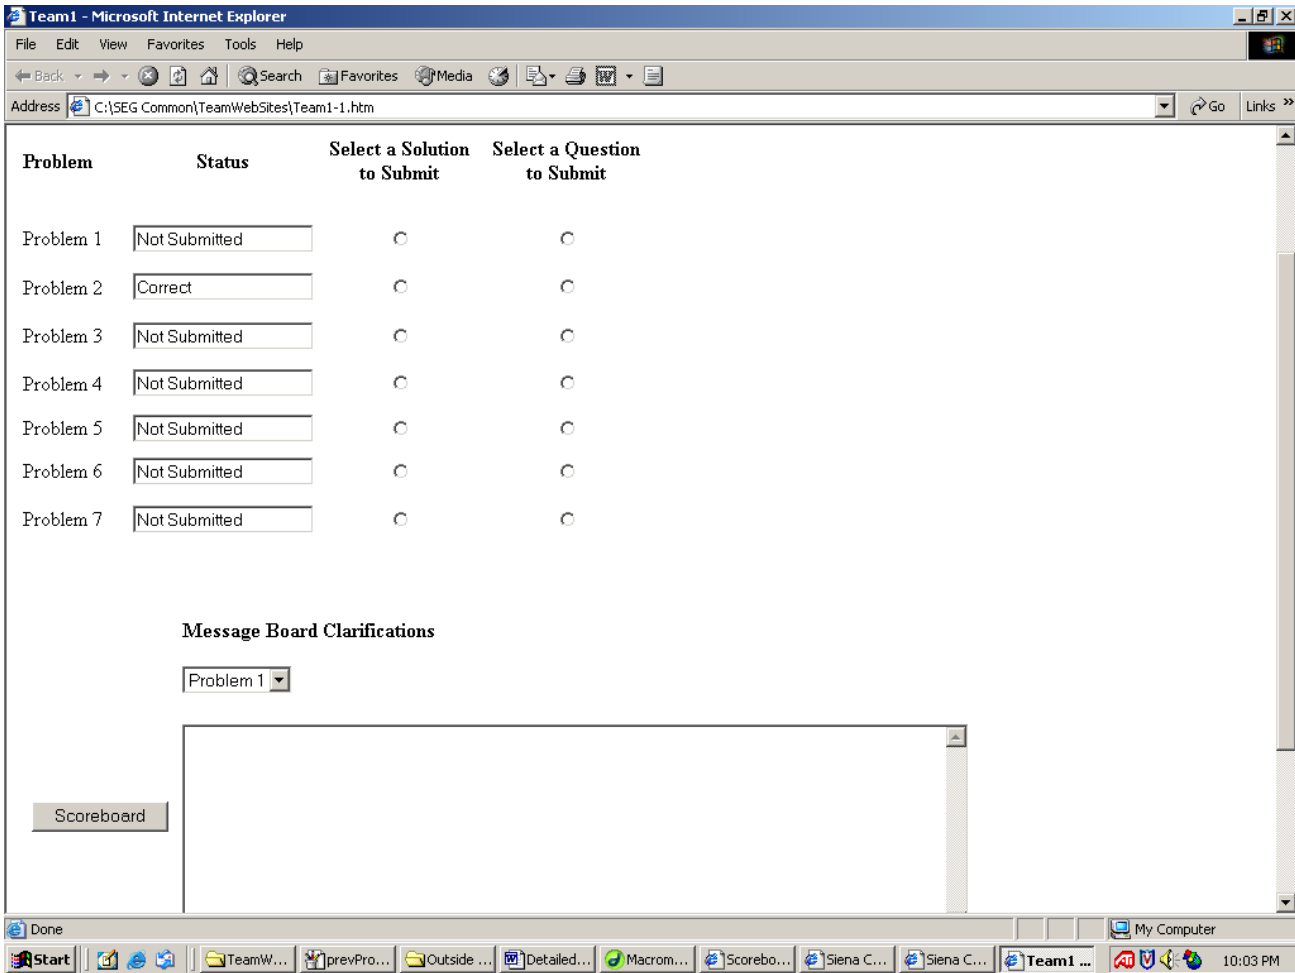 Team1 - Microsoft Internet Explorer
File Edit View Favorites Tools Help
Back Search Favorites Media
Address C:\SEG Common\TeamWebSites\Team1-1.htm Go Links »
Problem Status Select a Solution to Submit Select a Question to Submit
Problem 1 Not Submitted
Problem 2 Correct
Problem 3 Not Submitted
Problem 4 Not Submitted
Problem 5 Not Submitted
Problem 6 Not Submitted
Problem 7 Not Submitted
Message Board Clarifications
Problem 1
Scoreboard
Done My Computer
Start TeamW... prevPro... Outside ... Detailed... Macrom... Scorebo... Siena C... Siena C... Team1 ... 10:03 PM